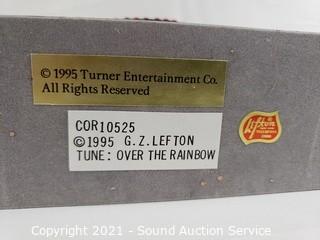 © 1995 Turner Entertainment Co.
All Rights Reserved
COR10525
©1995 G.Z.LEFTON
TUNE: OVER THE RAINBOW
Lefton
Copyright 2021 - Sound Auction Service